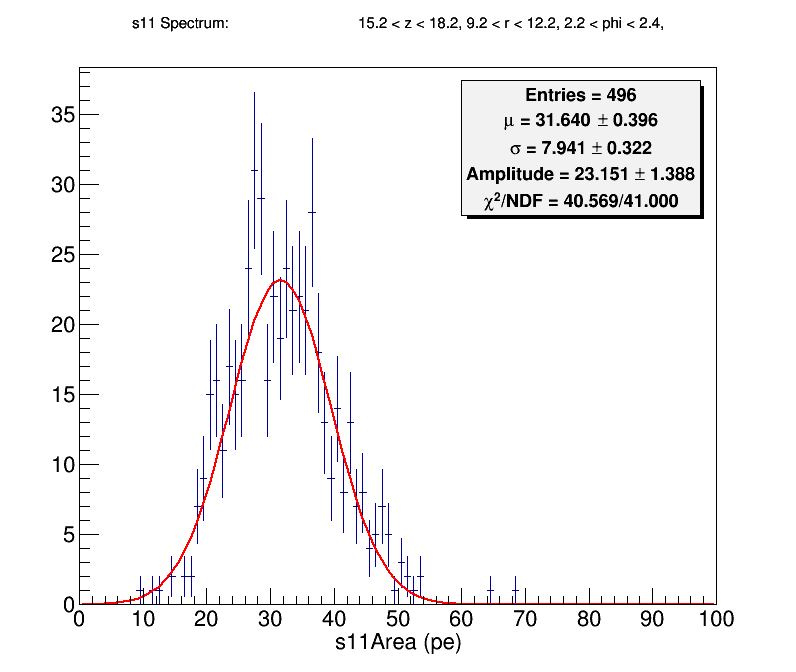 s11 Spectrum: 15.2 < z < 18.2, 9.2 < r < 12.2, 2.2 < phi < 2.4,
Entries = 496
μ = 31.640 ± 0.396
σ = 7.941 ± 0.322
Amplitude = 23.151 ± 1.388
χ²/NDF = 40.569/41.000
35
30
25
20
15
10
5
0
0 10 20 30 40 50 60 70 80 90 100
s11Area (pe)